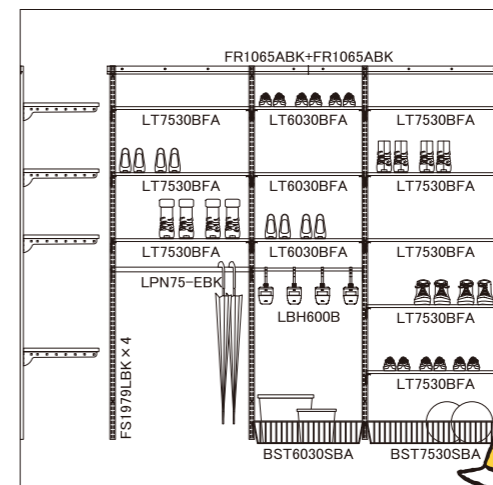 FR1065ABK+FR1065ABK
LT7530BFA LT6030BFA LT7530BFA
LT7530BFA LT6030BFA LT7530BFA
LT7530BFA LT6030BFA LT7530BFA
LPN75-EBK
LBH600B
LT7530BFA
FS1979LBK×4
LT7530BFA
BST6030SBA BST7530SBA